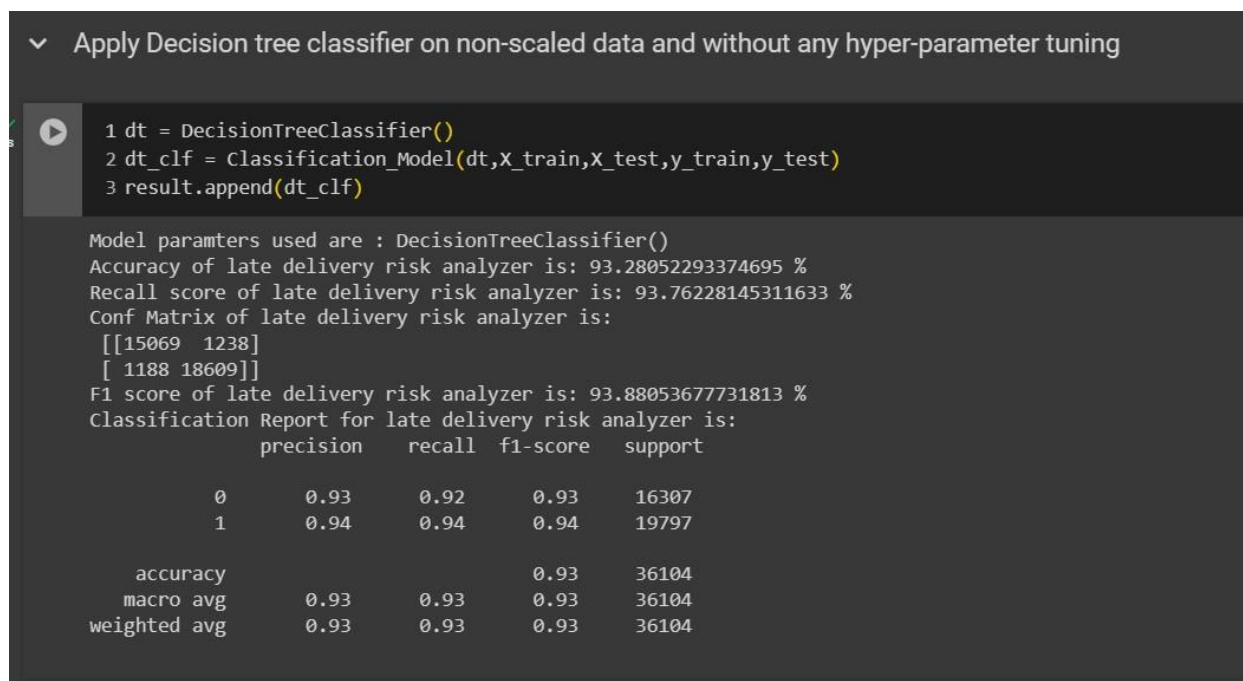 Apply Decision tree classifier on non-scaled data and without any hyper-parameter tuning
s
1 dt = DecisionTreeClassifier()
2 dt_clf = Classification_Model(dt,X_train,X_test,y_train,y_test)
3 result.append(dt_clf)
Model paramters used are : DecisionTreeClassifier()
Accuracy of late delivery risk analyzer is: 93.28052293374695 %
Recall score of late delivery risk analyzer is: 93.76228145311633 %
Conf Matrix of late delivery risk analyzer is:
[[15069  1238]
[ 1188 18609]]
F1 score of late delivery risk analyzer is: 93.88053677731813 %
Classification Report for late delivery risk analyzer is:
precision    recall  f1-score   support
0       0.93      0.92      0.93     16307
1       0.94      0.94      0.94     19797
accuracy                           0.93     36104
macro avg       0.93      0.93      0.93     36104
weighted avg       0.93      0.93      0.93     36104